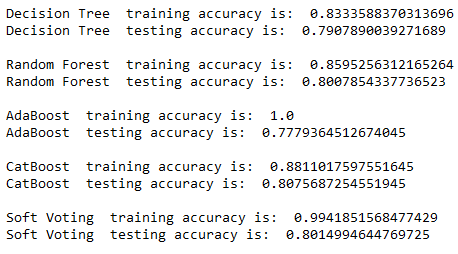 Decision Tree  training accuracy is:  0.8333588370313696
Decision Tree  testing accuracy is:  0.7907890039271689
Random Forest  training accuracy is:  0.8595256312165264
Random Forest  testing accuracy is:  0.8007854337736523
AdaBoost  training accuracy is:  1.0
AdaBoost  testing accuracy is:  0.7779364512674045
CatBoost  training accuracy is:  0.8811017597551645
CatBoost  testing accuracy is:  0.8075687254551945
Soft Voting  training accuracy is:  0.9941851568477429
Soft Voting  testing accuracy is:  0.8014994644769725